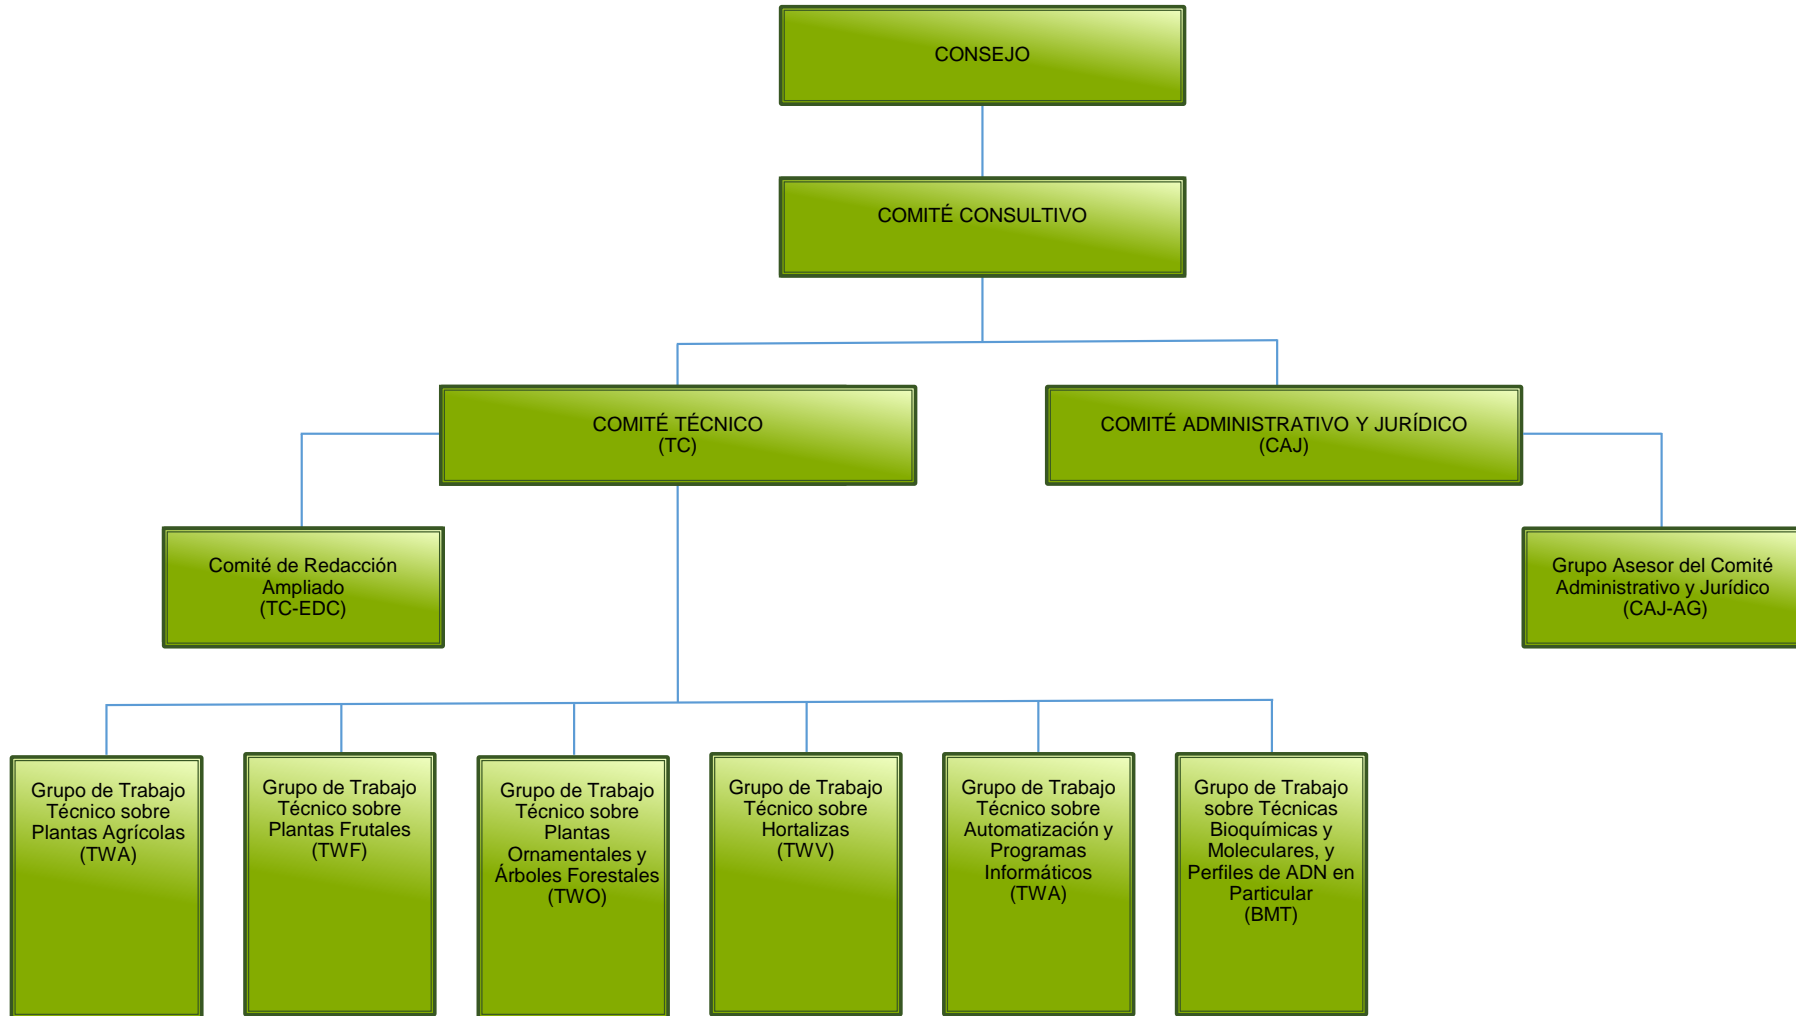 CONSEJO
COMITÉ CONSULTIVO
COMITÉ TÉCNICO
(TC)
COMITÉ ADMINISTRATIVO Y JURÍDICO
(CAJ)
Comité de Redacción
Ampliado
(TC-EDC)
Grupo Asesor del Comité
Administrativo y Jurídico
(CAJ-AG)
Grupo de Trabajo
Técnico sobre
Plantas Agrícolas
(TWA)
Grupo de Trabajo
Técnico sobre
Plantas Frutales
(TWF)
Grupo de Trabajo
Técnico sobre
Plantas
Ornamentales y
Árboles Forestales
(TWO)
Grupo de Trabajo
Técnico sobre
Hortalizas
(TWV)
Grupo de Trabajo
Técnico sobre
Automatización y
Programas
Informáticos
(TWA)
Grupo de Trabajo
sobre Técnicas
Bioquímicas y
Moleculares, y
Perfiles de ADN en
Particular
(BMT)